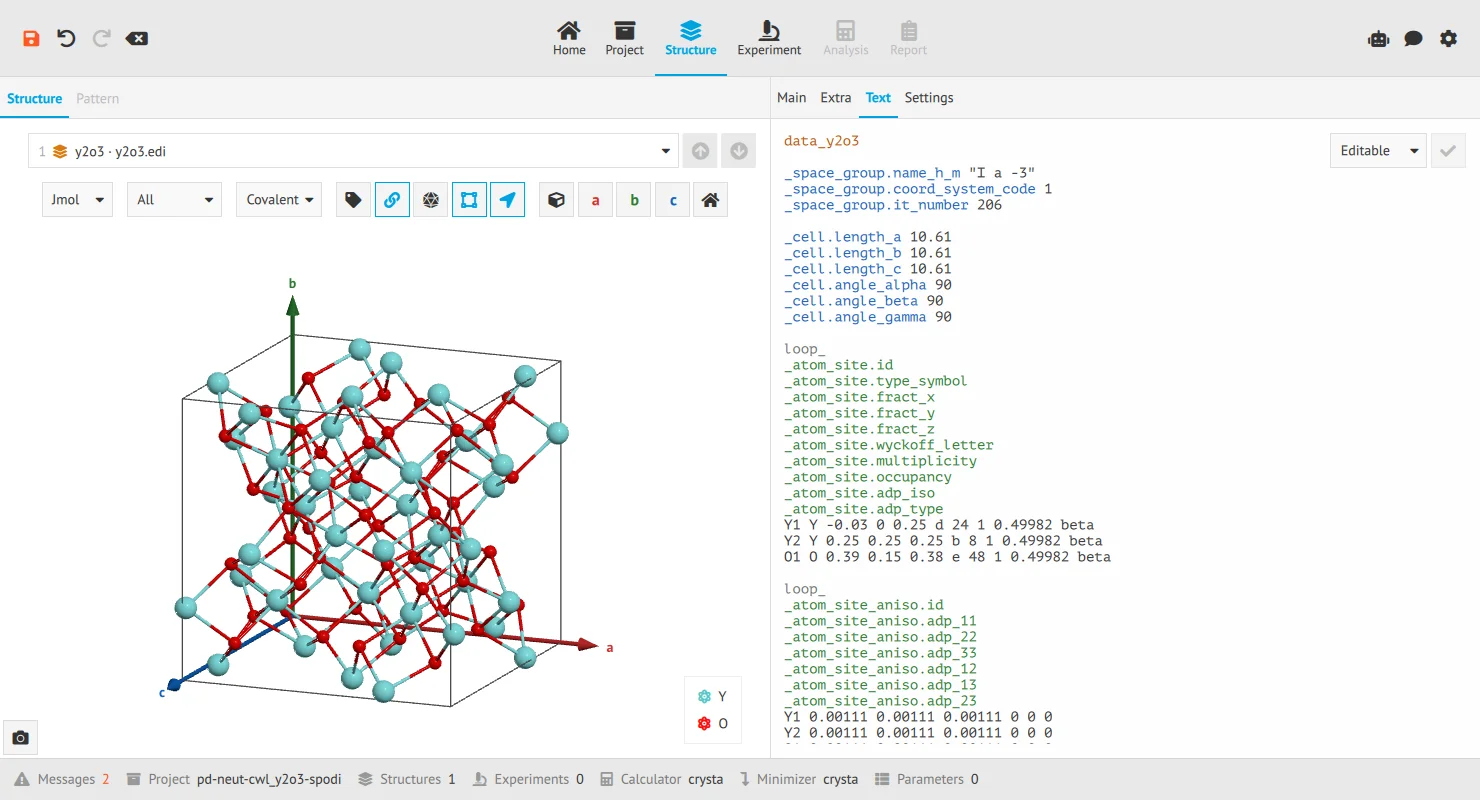 Home
Project
Structure
Experiment
Analysis
Report
Structure
Pattern
Main
Extra
Text
Settings
1 y2o3 · y2o3.edi
Jmol
All
Covalent
a
b
c
b
a
c
Y
O
Editable
data_y2o3
_space_group.name_h_m "I a -3"
_space_group.coord_system_code 1
_space_group.it_number 206
_cell.length_a 10.61
_cell.length_b 10.61
_cell.length_c 10.61
_cell.angle_alpha 90
_cell.angle_beta 90
_cell.angle_gamma 90
loop_
_atom_site.id
_atom_site.type_symbol
_atom_site.fract_x
_atom_site.fract_y
_atom_site.fract_z
_atom_site.wyckoff_letter
_atom_site.multiplicity
_atom_site.occupancy
_atom_site.adp_iso
_atom_site.adp_type
Y1 Y -0.03 0 0.25 d 24 1 0.49982 beta
Y2 Y 0.25 0.25 0.25 b 8 1 0.49982 beta
O1 O 0.39 0.15 0.38 e 48 1 0.49982 beta
loop_
_atom_site_aniso.id
_atom_site_aniso.adp_11
_atom_site_aniso.adp_22
_atom_site_aniso.adp_33
_atom_site_aniso.adp_12
_atom_site_aniso.adp_13
_atom_site_aniso.adp_23
Y1 0.00111 0.00111 0.00111 0 0 0
Y2 0.00111 0.00111 0.00111 0 0 0
Messages 2
Project pd-neut-cwl_y2o3-spodi
Structures 1
Experiments 0
Calculator crysta
Minimizer crysta
Parameters 0